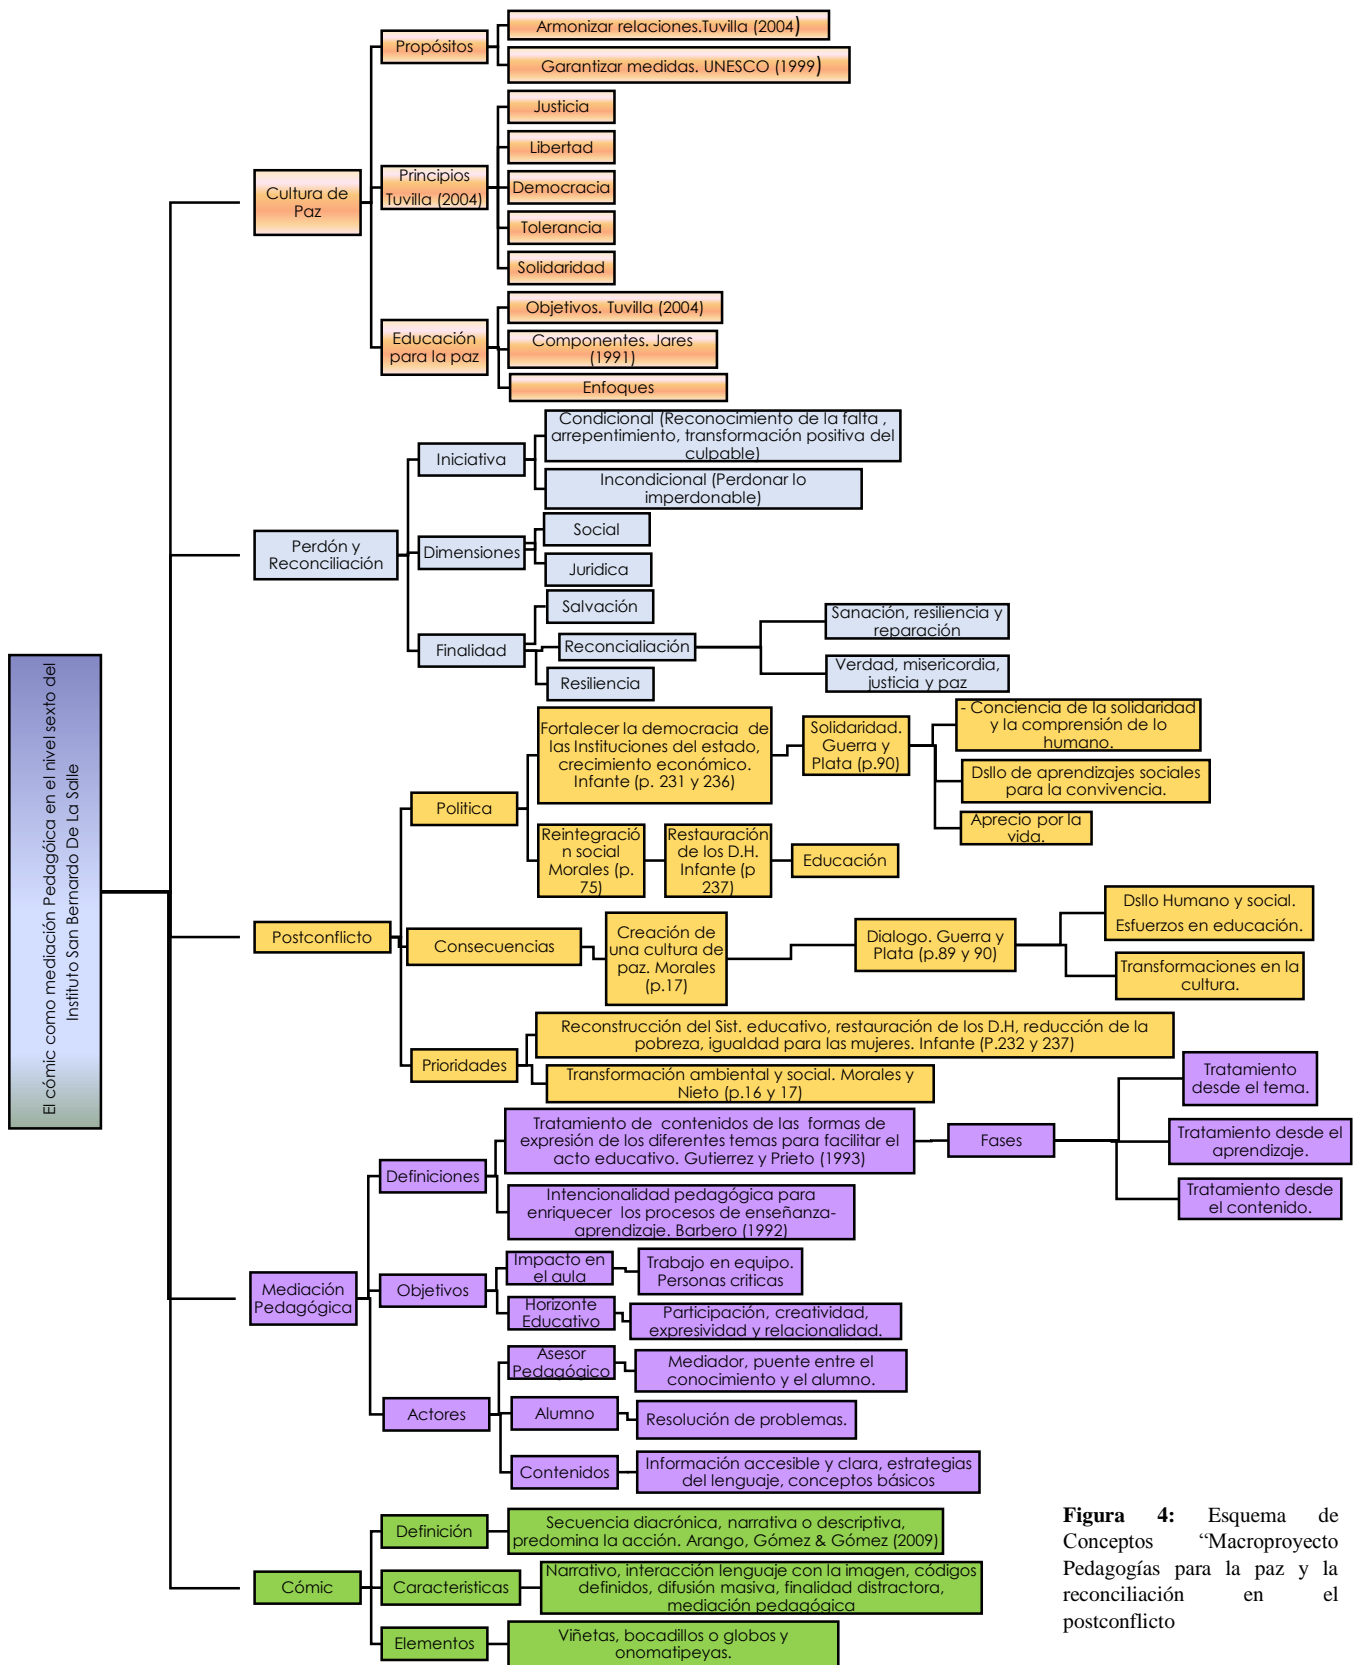 El cómic como mediación Pedagóica en el nivel sexto del
Instituto San Bernardo De La Salle
Cultura de
Paz
Propósitos
Armonizar relaciones.Tuvilla (2004)
Garantizar medidas. UNESCO (1999)
Principios
Tuvilla (2004)
Justicia
Libertad
Democracia
Tolerancia
Solidaridad
Educación
para la paz
Objetivos. Tuvilla (2004)
Componentes. Jares
(1991)
Enfoques
Perdón y
Reconciliación
Iniciativa
Condicional (Reconocimiento de la falta ,
arrepentimiento, transformación positiva del
culpable)
Incondicional (Perdonar lo
imperdonable)
Dimensiones
Social
Juridica
Finalidad
Salvación
Reconcialiación
Sanación, resiliencia y
reparación
Verdad, misericordia,
justicia y paz
Resiliencia
Postconflicto
Politica
Fortalecer la democracia de
las Instituciones del estado,
crecimiento económico.
Infante (p. 231 y 236)
Solidaridad.
Guerra y
Plata (p.90)
- Conciencia de la solidaridad
y la comprensión de lo
humano.
Dsllo de aprendizajes sociales
para la convivencia.
Aprecio por la
vida.
Reintegració
n social
Morales (p.
75)
Restauración
de los D.H.
Infante (p
237)
Educación
Consecuencias
Creación de
una cultura de
paz. Morales
(p.17)
Dialogo. Guerra y
Plata (p.89 y 90)
Dsllo Humano y social.
Esfuerzos en educación.
Transformaciones en la
cultura.
Prioridades
Reconstrucción del Sist. educativo, restauración de los D.H, reducción de la
pobreza, igualdad para las mujeres. Infante (P.232 y 237)
Transformación ambiental y social. Morales y
Nieto (p.16 y 17)
Mediación
Pedagógica
Definiciones
Tratamiento de contenidos de las formas de
expresión de los diferentes temas para facilitar el
acto educativo. Gutierrez y Prieto (1993)
Fases
Tratamiento
desde el tema.
Tratamiento desde el
aprendizaje.
Tratamiento desde
el contenido.
Intencionalidad pedagógica para
enriquecer los procesos de enseñanza-
aprendizaje. Barbero (1992)
Objetivos
Impacto en
el aula
Trabajo en equipo.
Personas criticas
Horizonte
Educativo
Participación, creatividad,
expresividad y relacionalidad.
Actores
Asesor
Pedagógico
Mediador, puente entre el
conocimiento y el alumno.
Alumno
Resolución de problemas.
Contenidos
Información accesible y clara, estrategias
del lenguaje, conceptos básicos
Cómic
Definición
Secuencia diacrónica, narrativa o descriptiva,
predomina la acción. Arango, Gómez & Gómez (2009)
Caracteristicas
Narrativo, interacción lenguaje con la imagen, códigos
definidos, difusión masiva, finalidad distractora,
mediación pedagógica
Elementos
Viñetas, bocadillos o globos y
onomatipeyas.
Figura 4: Esquema de
Conceptos “Macroproyecto
Pedagogías para la paz y la
reconciliación en el
postconflicto